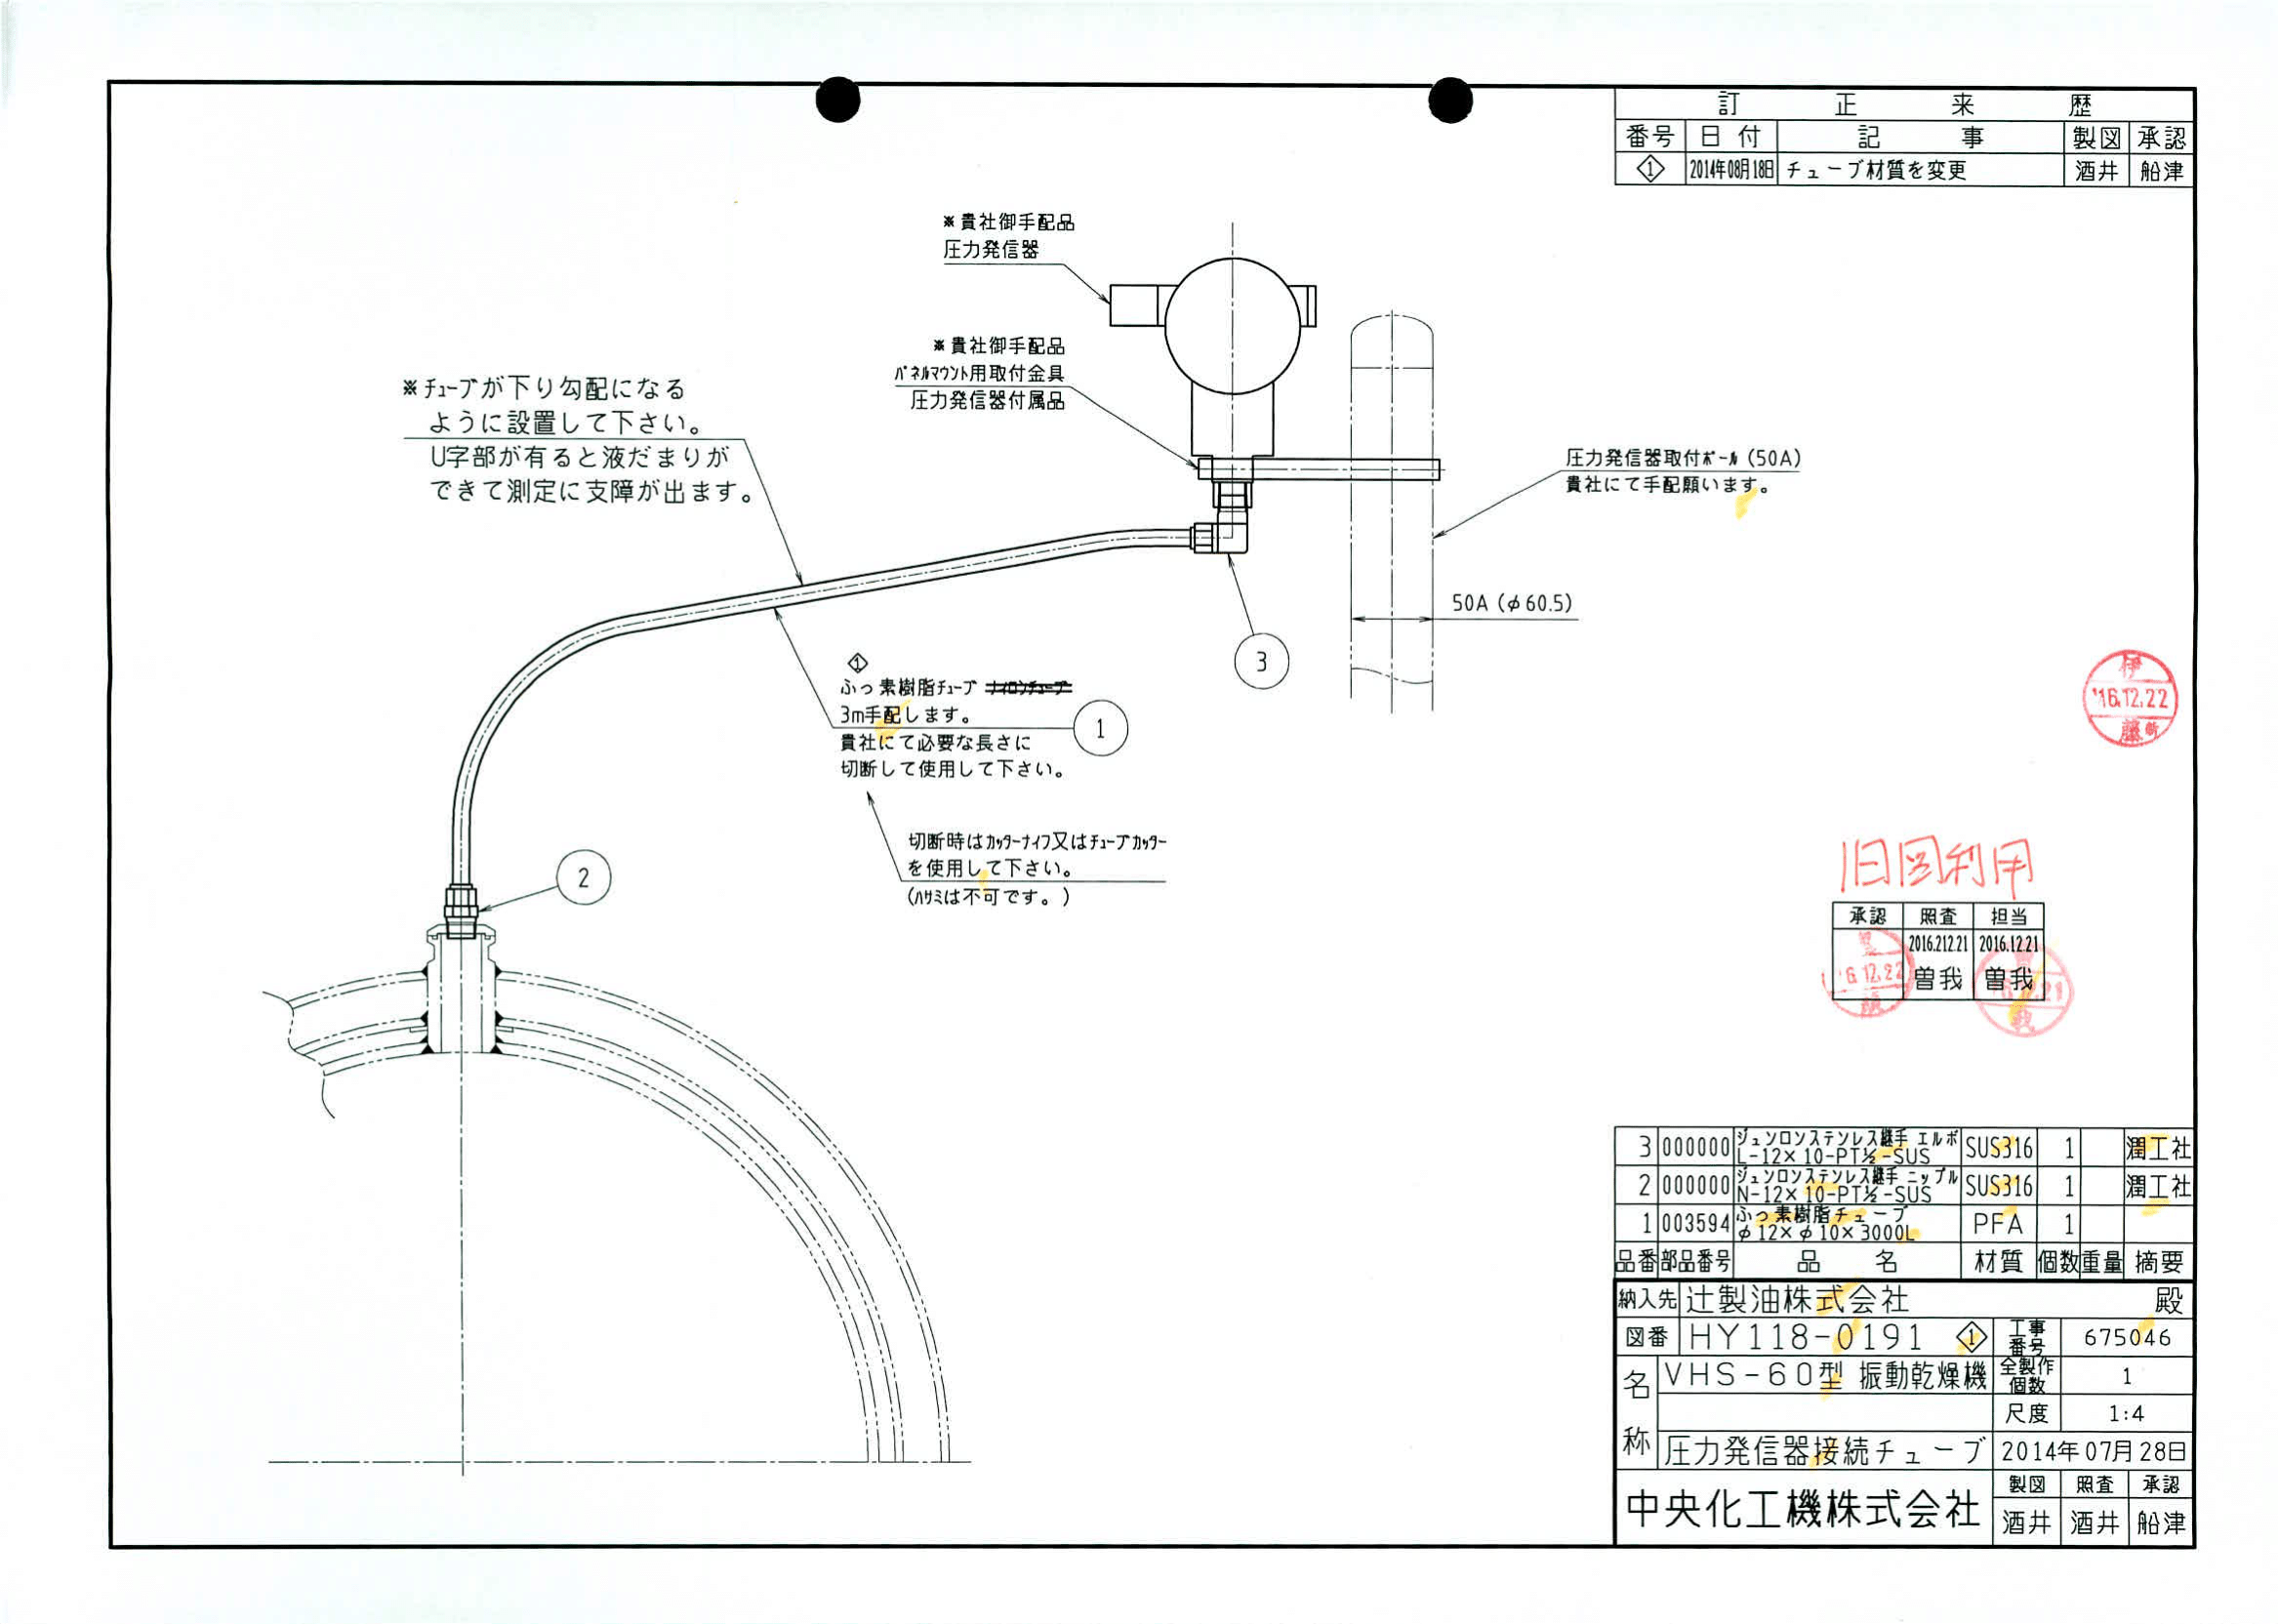 訂正来歴
番号 日付 記事 製図 承認
1 2014年08月18日 チューブ材質を変更 酒井 船津
※貴社御手配品
圧力発信器
※貴社御手配品
パネルマウント用取付金具
圧力発信器付属品
※チューブが下り勾配になる
ように設置して下さい。
U字部が有ると液だまりが
できて測定に支障が出ます。
圧力発信器取付ポール(50A)
貴社にて手配願います。
50A(φ60.5)
3
1
ふっ素樹脂チューブ ナイロンチューブ
3m手配します。
貴社にて必要な長さに
切断して使用して下さい。
1
切断時はカッターナイフ又はチューブカッター
を使用して下さい。
(ハサミは不可です。)
2
伊
'16.12.22
藤
旧図利用
承認 照査 担当
2016.212.21 2016.12.21
6.12.22 曽我 曽我
3 000000 ジュンロンステンレス継手 エルボ SUS316 1 潤工社
L-12×10-PT½-SUS
2 000000 ジュンロンステンレス継手 ニップル SUS316 1 潤工社
N-12×10-PT½-SUS
1 003594 ふっ素樹脂チューブ PFA 1
φ12×φ10×3000L
品番 部品番号 品名 材質 個数 重量 摘要
納入先 辻製油株式会社 殿
図番 HY118-0191 1 工事番号 675046
名称 VHS-60型 振動乾燥機 全製作個数 1
尺度 1:4
圧力発信器接続チューブ 2014年07月28日
中央化工機株式会社 製図 照査 承認
酒井 酒井 船津